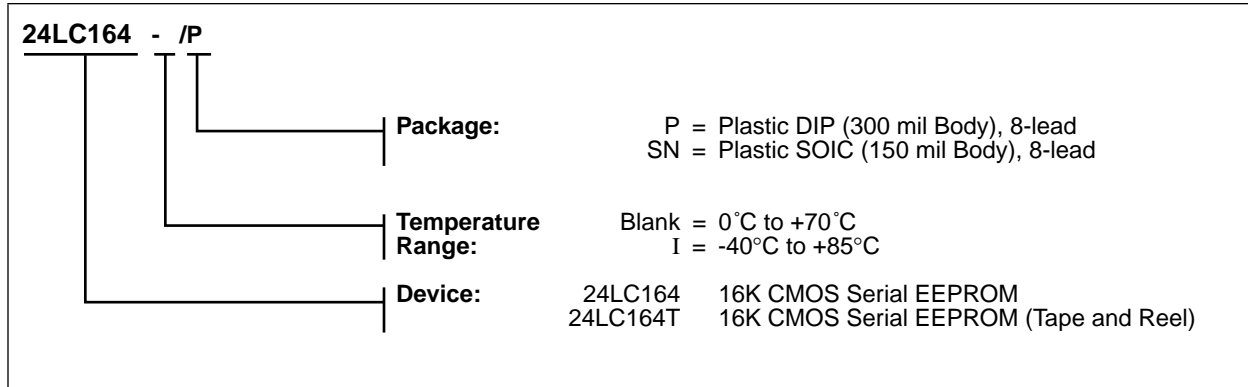 24LC164 - /P
Package: P = Plastic DIP (300 mil Body), 8-lead
SN = Plastic SOIC (150 mil Body), 8-lead
Temperature Blank = 0˚C to +70˚C
Range: I = -40°C to +85°C
Device: 24LC164 16K CMOS Serial EEPROM
24LC164T 16K CMOS Serial EEPROM (Tape and Reel)